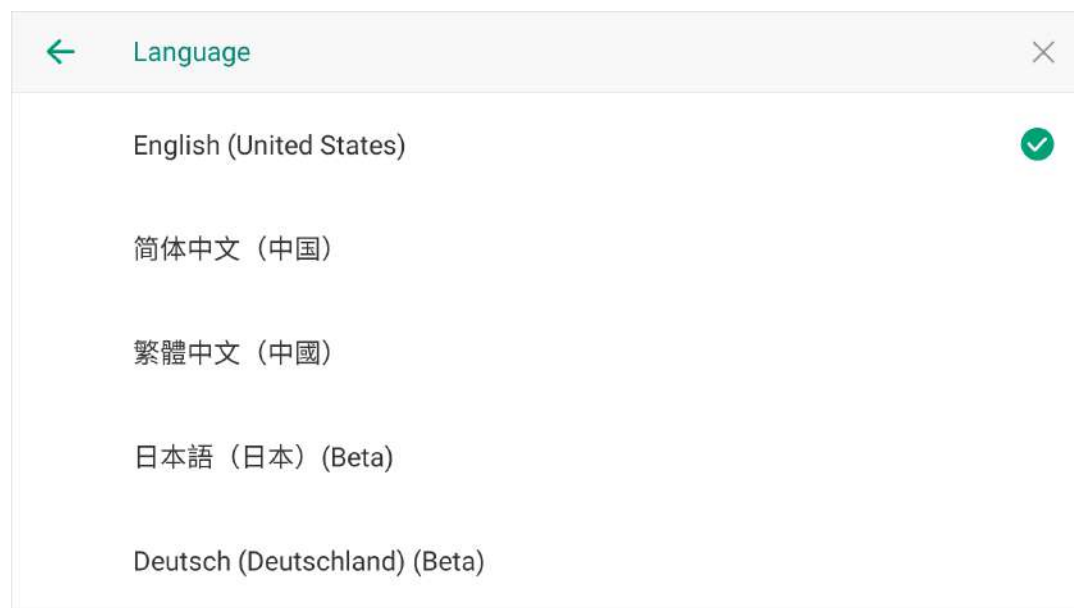 Language
English (United States)
简体中文（中国）
繁體中文（中國）
日本語（日本）(Beta)
Deutsch (Deutschland) (Beta)